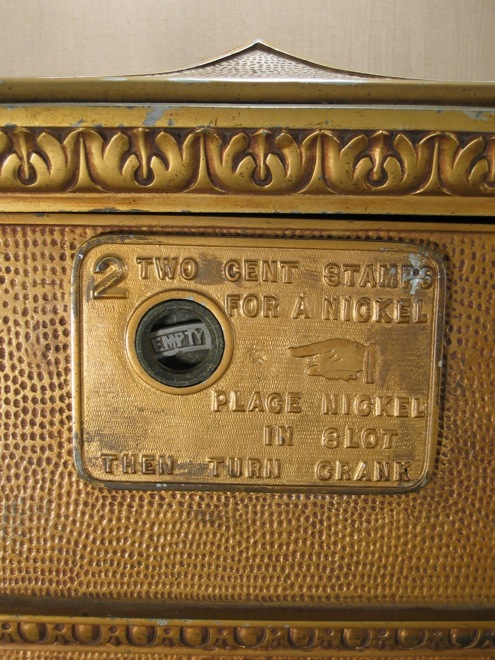 2 TWO CENT STAMPS
FOR A NICKEL
EMPTY
PLACE NICKEL
IN SLOT
THEN TURN CRANK